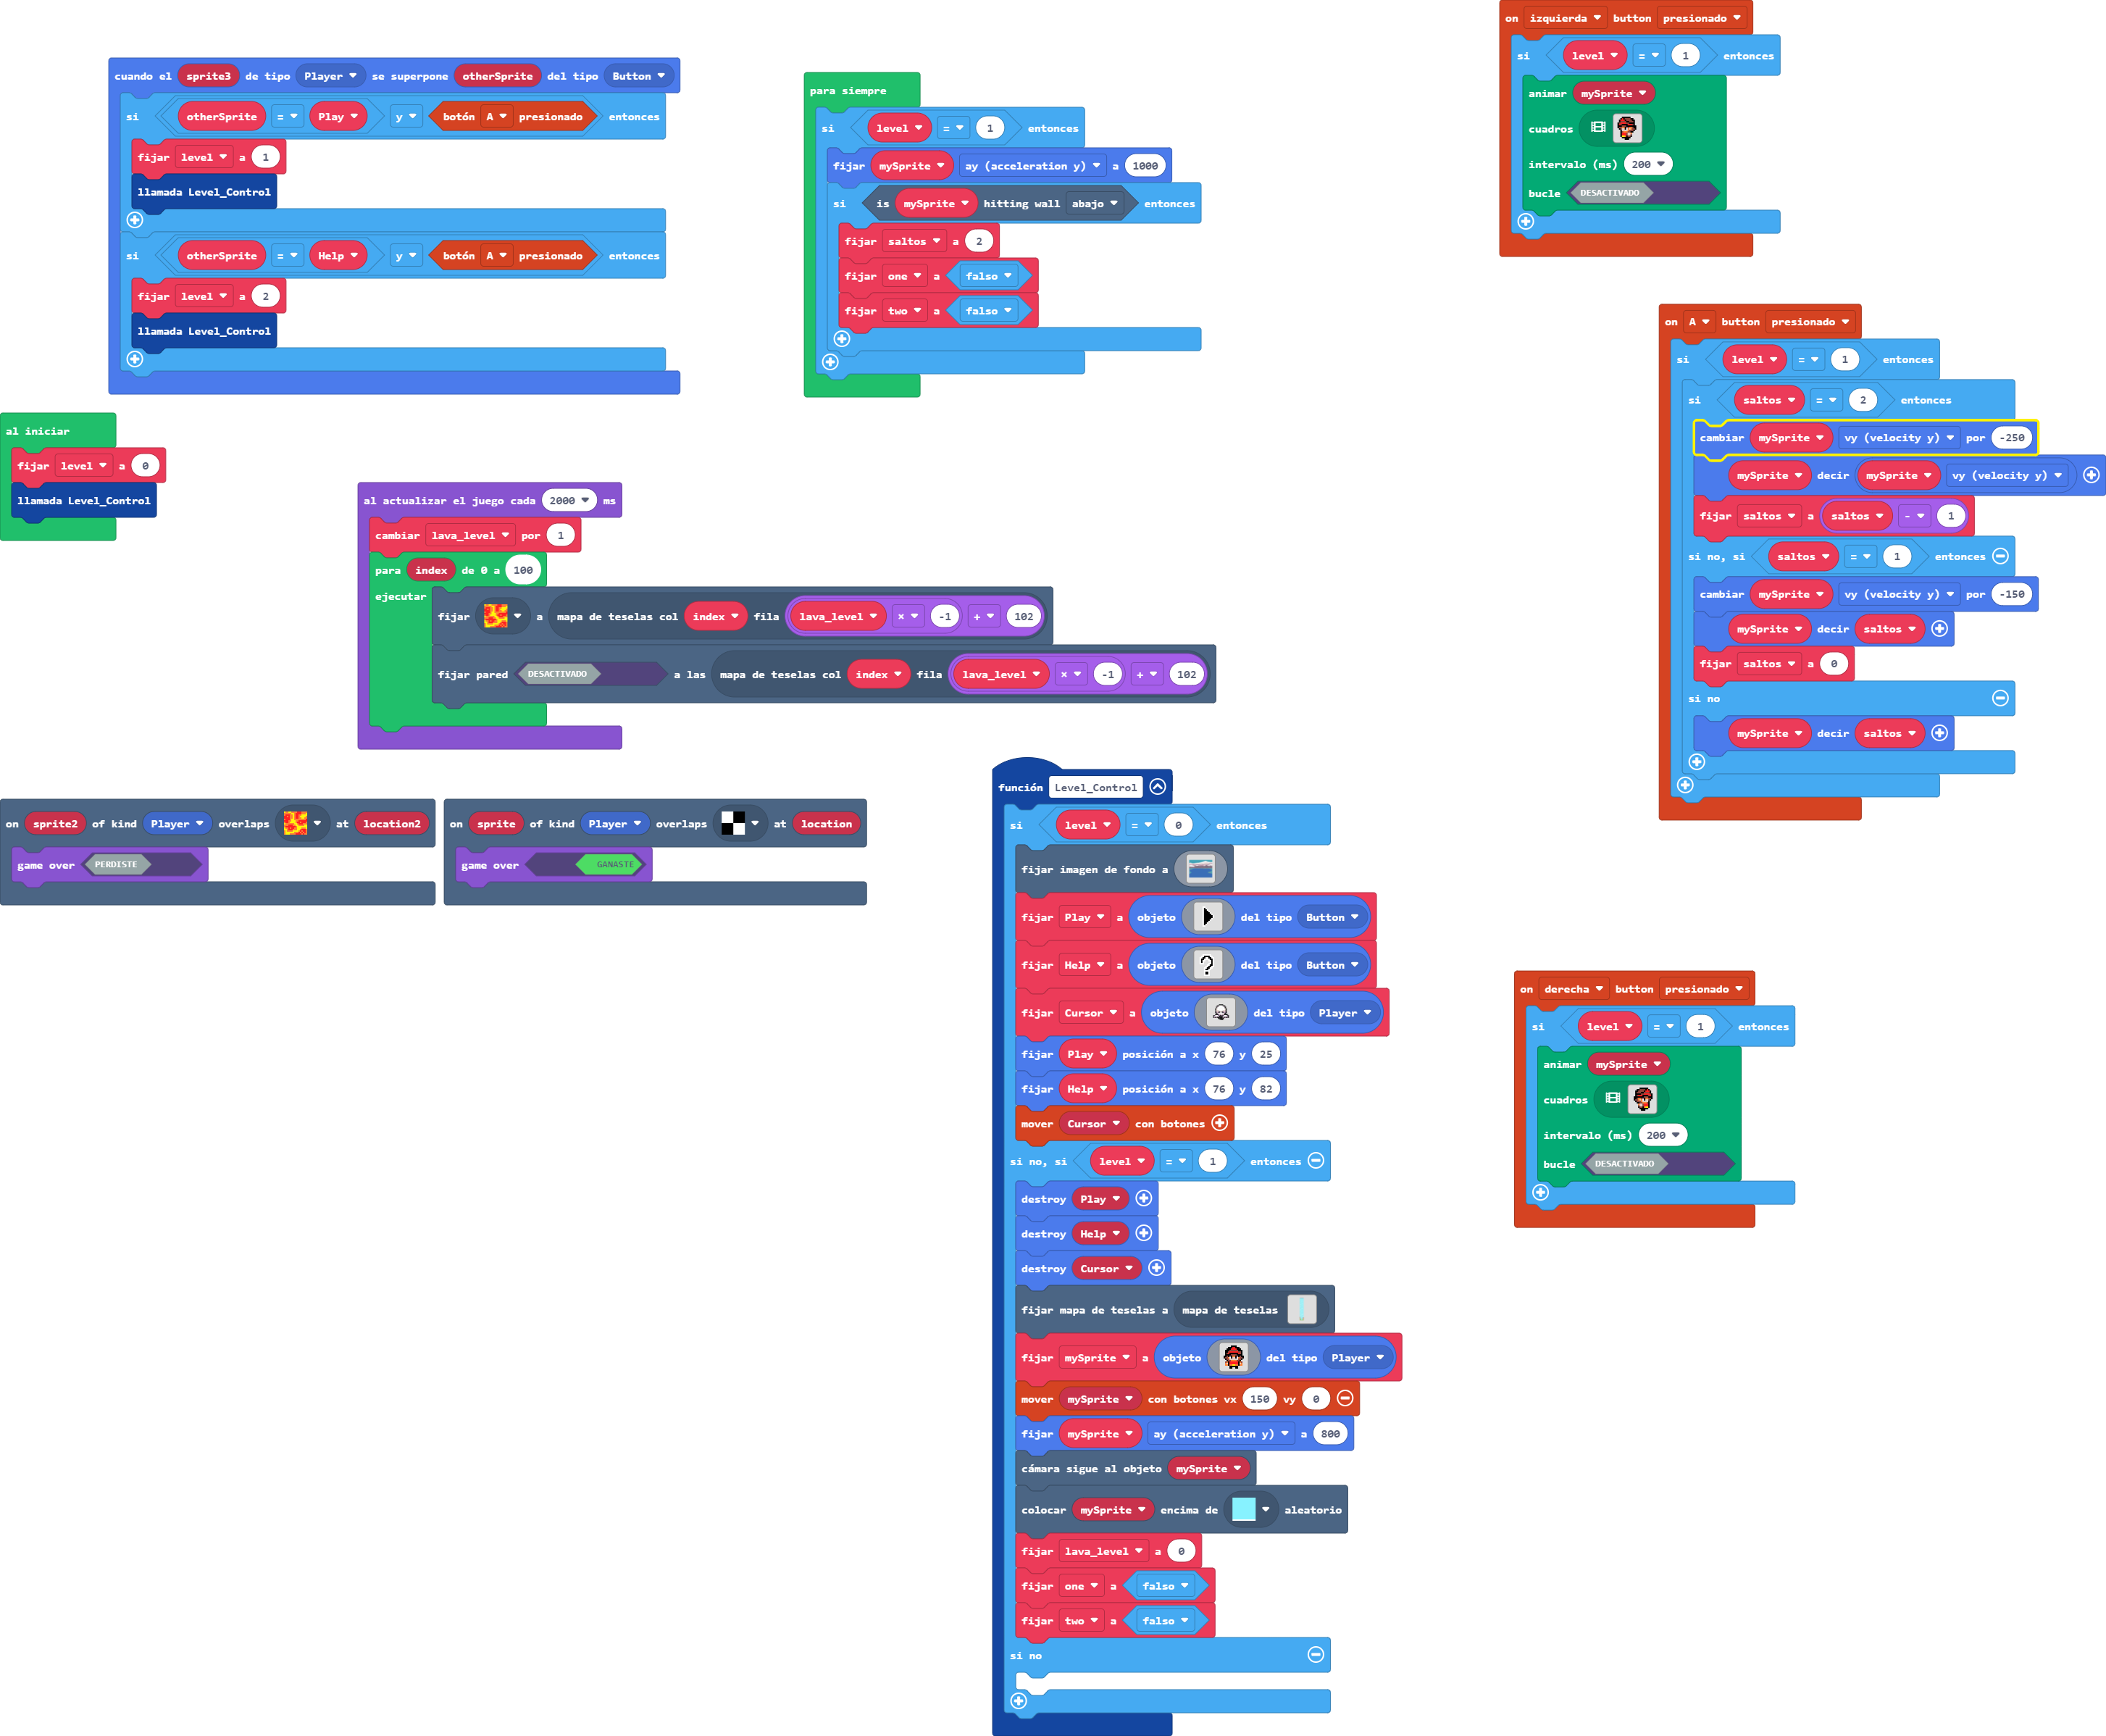 cuando el sprite3 de tipo Player se superpone otherSprite del tipo Button
si otherSprite = Play y botón A presionado entonces
fijar level a 1
llamada Level_Control
si otherSprite = Help y botón A presionado entonces
fijar level a 2
llamada Level_Control
para siempre
si level = 1 entonces
fijar mySprite ay (acceleration y) a 1000
si is mySprite hitting wall abajo entonces
fijar saltos a 2
fijar one a falso
fijar two a falso
on izquierda button presionado
si level = 1 entonces
animar mySprite
cuadros
intervalo (ms) 200
bucle DESACTIVADO
on A button presionado
si level = 1 entonces
si saltos = 2 entonces
cambiar mySprite vy (velocity y) por -250
mySprite decir mySprite vy (velocity y)
fijar saltos a saltos - 1
si no, si saltos = 1 entonces
cambiar mySprite vy (velocity y) por -150
mySprite decir saltos
fijar saltos a 0
si no
mySprite decir saltos
al iniciar
fijar level a 0
llamada Level_Control
al actualizar el juego cada 2000 ms
cambiar lava_level por 1
para index de 0 a 100
ejecutar
fijar a mapa de teselas col index fila lava_level × -1 + 102
fijar pared DESACTIVADO a las mapa de teselas col index fila lava_level × -1 + 102
on sprite2 of kind Player overlaps at location2
game over PERDISTE
on sprite of kind Player overlaps at location
game over GANASTE
función Level_Control
si level = 0 entonces
fijar imagen de fondo a
fijar Play a objeto del tipo Button
fijar Help a objeto ? del tipo Button
fijar Cursor a objeto del tipo Player
fijar Play posición a x 76 y 25
fijar Help posición a x 76 y 82
mover Cursor con botones
si no, si level = 1 entonces
destroy Play
destroy Help
destroy Cursor
fijar mapa de teselas a mapa de teselas
fijar mySprite a objeto del tipo Player
mover mySprite con botones vx 150 vy 0
fijar mySprite ay (acceleration y) a 800
cámara sigue al objeto mySprite
colocar mySprite encima de aleatorio
fijar lava_level a 0
fijar one a falso
fijar two a falso
si no
on derecha button presionado
si level = 1 entonces
animar mySprite
cuadros
intervalo (ms) 200
bucle DESACTIVADO